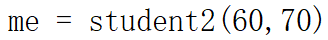 me = student2(60,70)